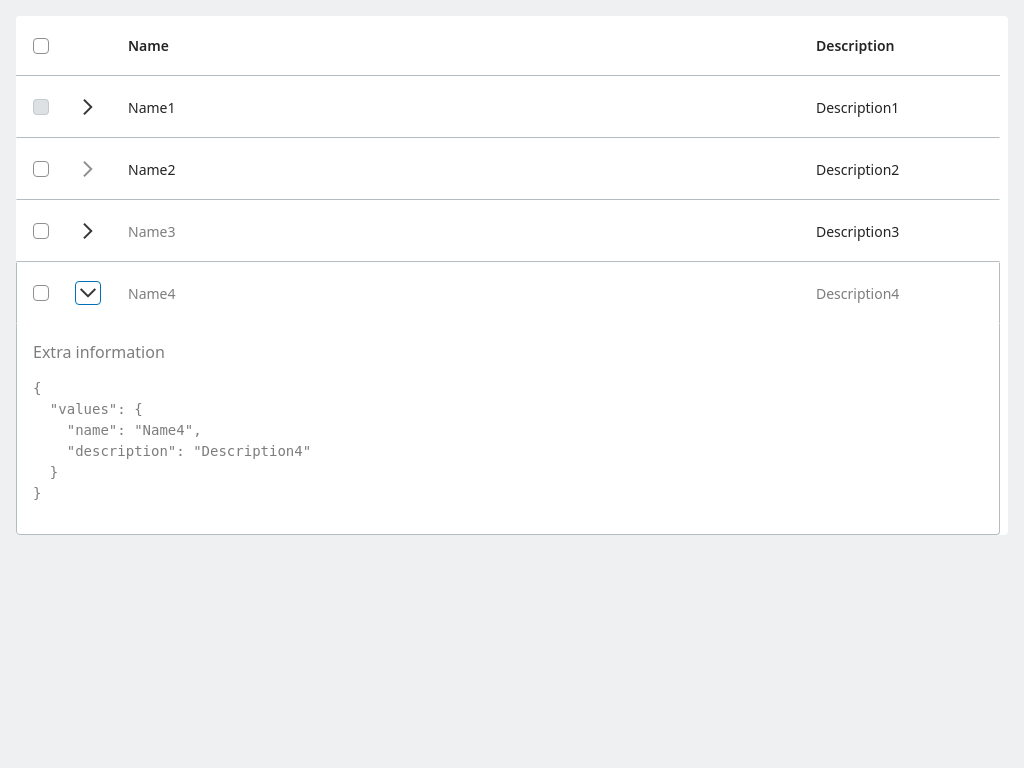 Name Description
Name1 Description1
Name2 Description2
Name3 Description3
Name4 Description4
Extra information
{
  "values": {
    "name": "Name4",
    "description": "Description4"
  }
}